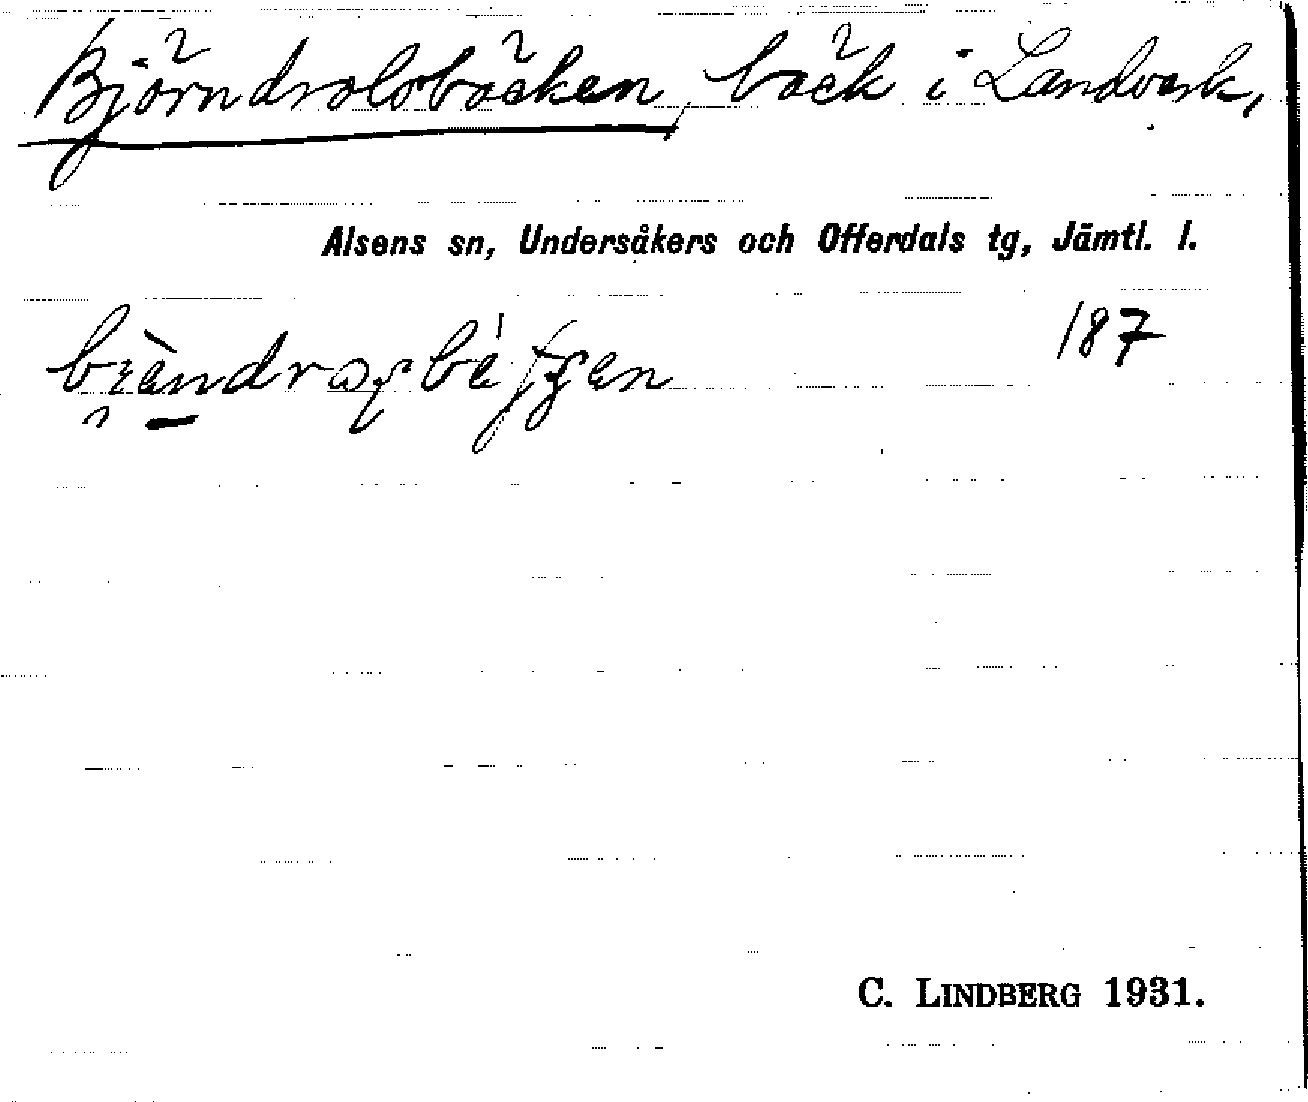 Björndrolobäcken, bäck i Landverk,
Alsens sn, Undersåkers och Offerdals tg, Jämtl. l.
187
C. LINDBERG 1931.